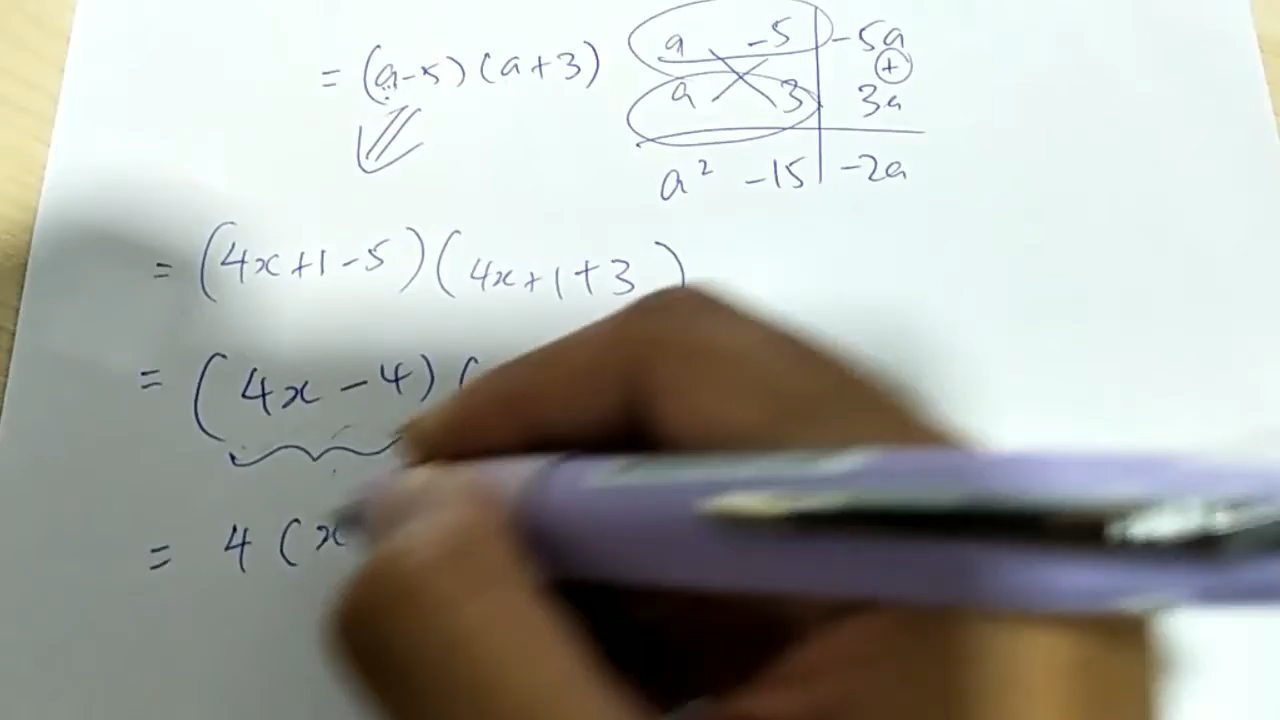 = (a-5)(a+3)
a -5 | -5a
+
a 3 | 3a
a² -15 | -2a
= (4x+1-5)(4x+1+3)
= (4x-4)(
= 4(x